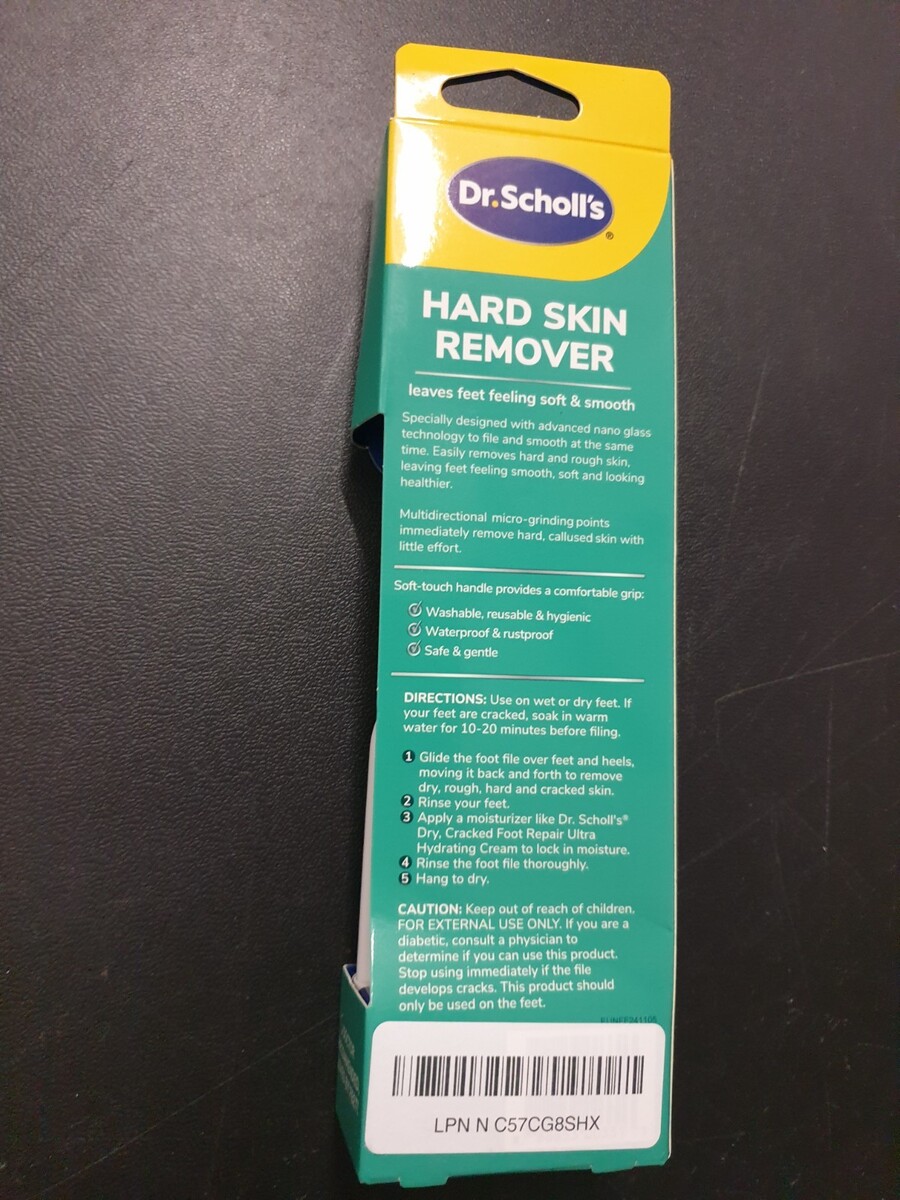 Dr.Scholl's®
HARD SKIN
REMOVER
leaves feet feeling soft & smooth
Specially designed with advanced nano glass
technology to file and smooth at the same
time. Easily removes hard and rough skin,
leaving feet feeling smooth, soft and looking
healthier.
Multidirectional micro-grinding points
immediately remove hard, callused skin with
little effort.
Soft-touch handle provides a comfortable grip:
Washable, reusable & hygienic
Waterproof & rustproof
Safe & gentle
DIRECTIONS: Use on wet or dry feet. If
your feet are cracked, soak in warm
water for 10-20 minutes before filing.
1 Glide the foot file over feet and heels,
moving it back and forth to remove
dry, rough, hard and cracked skin.
2 Rinse your feet.
3 Apply a moisturizer like Dr. Scholl's®
Dry, Cracked Foot Repair Ultra
Hydrating Cream to lock in moisture.
4 Rinse the foot file thoroughly.
5 Hang to dry.
CAUTION: Keep out of reach of children.
FOR EXTERNAL USE ONLY. If you are a
diabetic, consult a physician to
determine if you can use this product.
Stop using immediately if the file
develops cracks. This product should
only be used on the feet.
LPN N C57CG8SHX